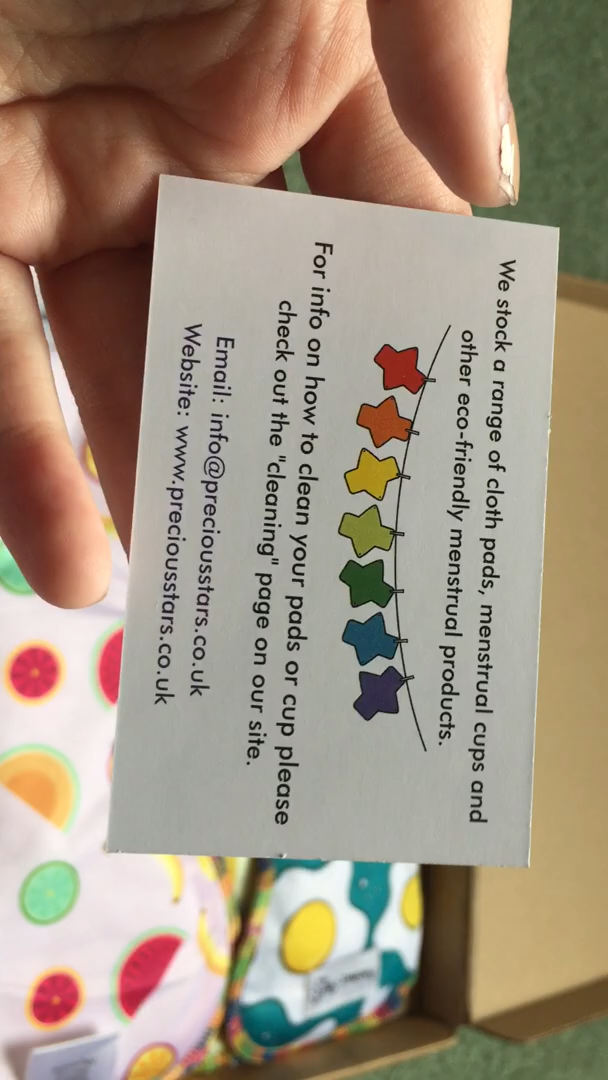 We stock a range of cloth pads, menstrual cups and
other eco-friendly menstrual products.
For info on how to clean your pads or cup please
check out the "cleaning" page on our site.
Email: info@preciousstars.co.uk
Website: www.preciousstars.co.uk